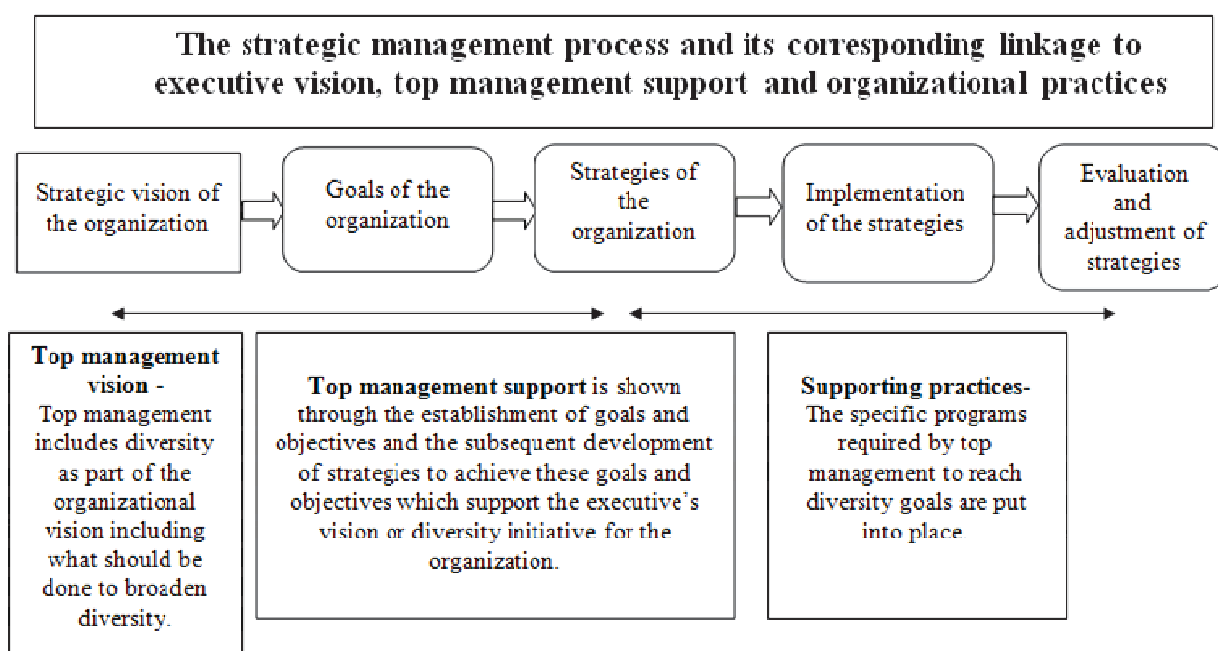 The strategic management process and its corresponding linkage to
executive vision, top management support and organizational practices
Strategic vision of
the organization
Goals of the
organization
Strategies of
the
organization
Implementation
of the strategies
Evaluation
and
adjustment of
strategies
Top management
vision -
Top management
includes diversity
as part of the
organizational
vision including
what should be
done to broaden
diversity.
Top management support is shown
through the establishment of goals and
objectives and the subsequent development
of strategies to achieve these goals and
objectives which support the executive's
vision or diversity initiative for the
organization.
Supporting practices-
The specific programs
required by top
management to reach
diversity goals are put
into place